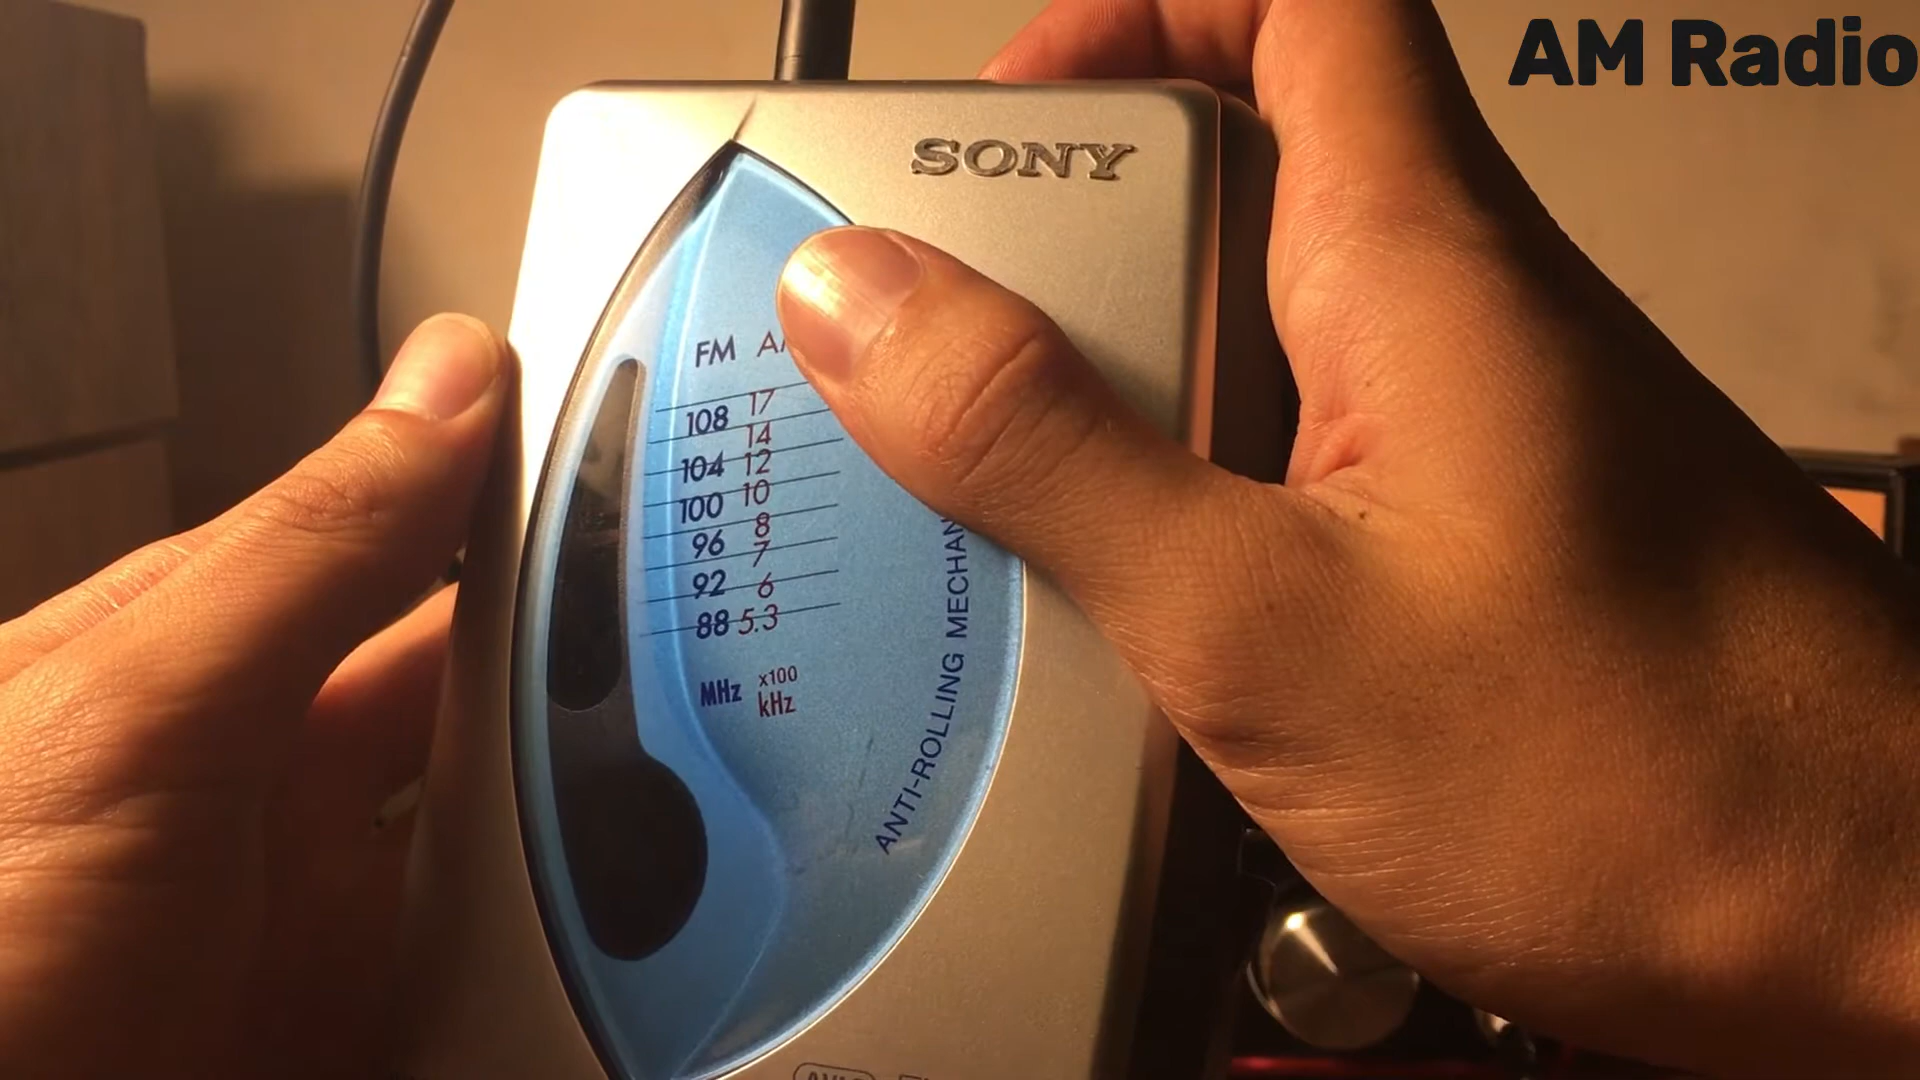 AM Radio
SONY
FM
108 17
14
104 12
100 10
96 8
7
92 6
88 5.3
MHz x100
kHz
ANTI-ROLLING